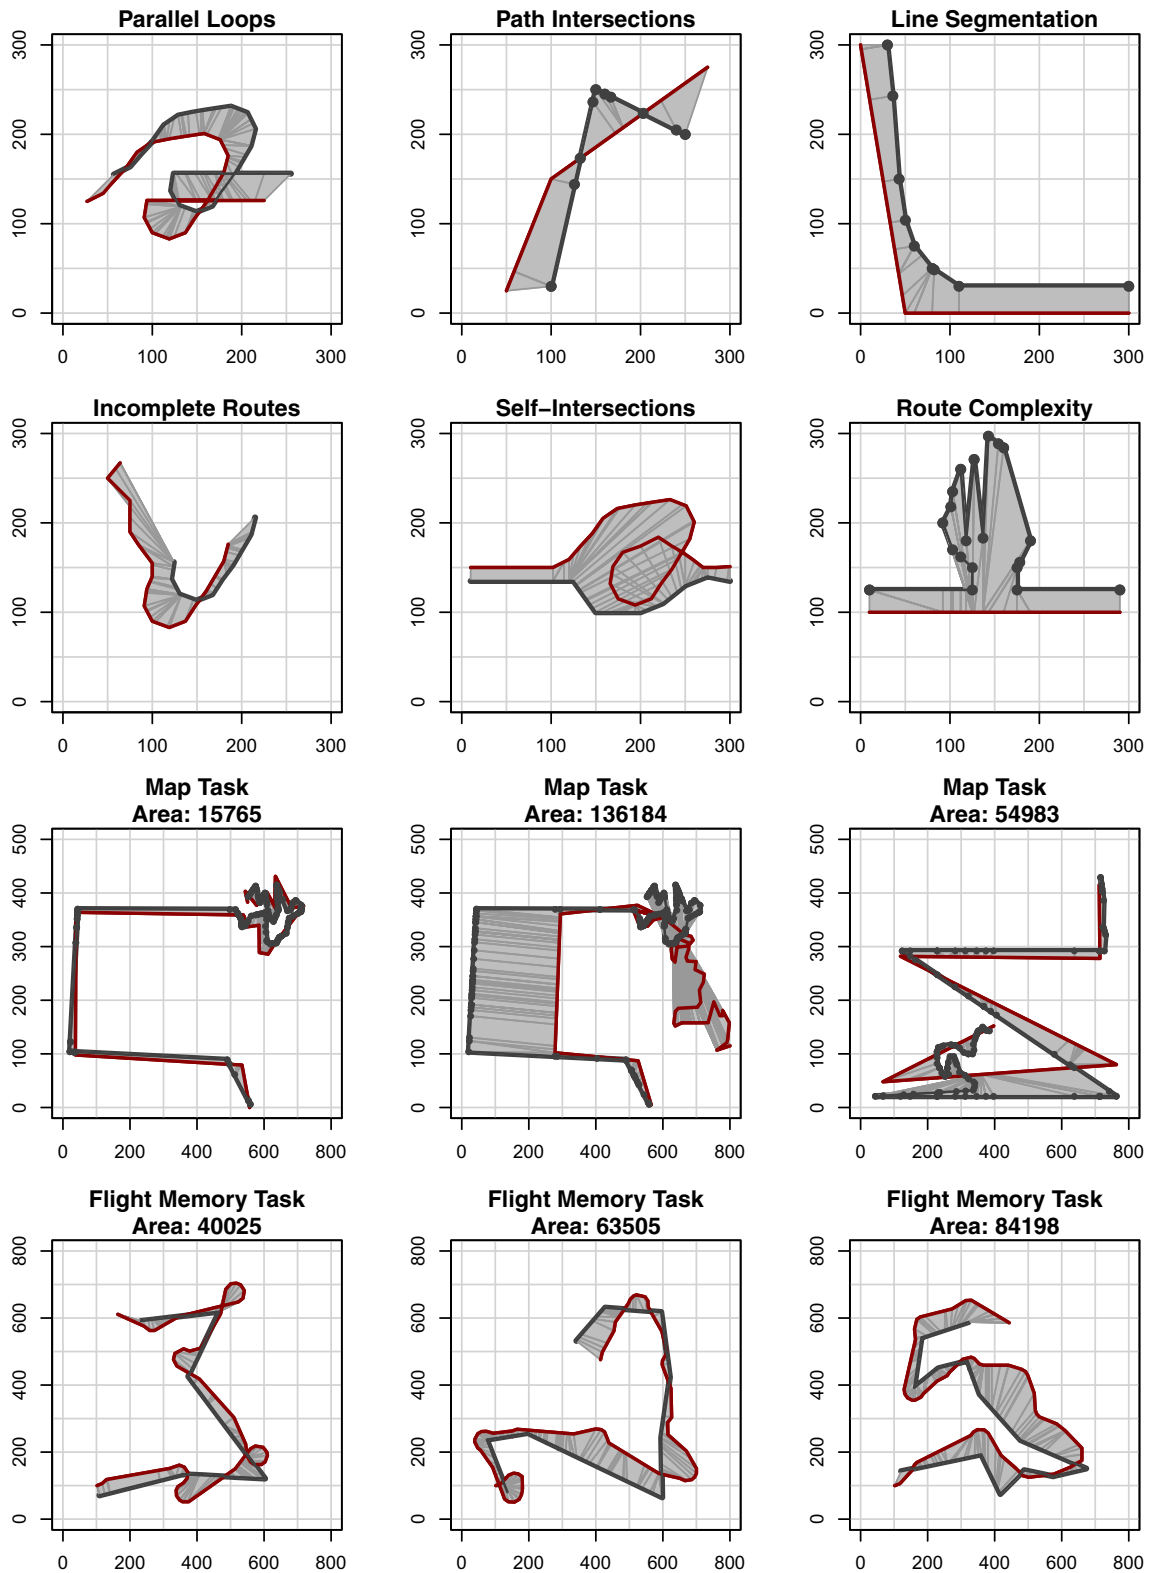 Parallel Loops
Path Intersections
Line Segmentation
300
200
100
0
0 100 200 300
300
200
100
0
0 100 200 300
300
200
100
0
0 100 200 300
Incomplete Routes
Self−Intersections
Route Complexity
300
200
100
0
0 100 200 300
300
200
100
0
0 100 200 300
300
200
100
0
0 100 200 300
Map Task
Area: 15765
Map Task
Area: 136184
Map Task
Area: 54983
500
400
300
200
100
0
0 200 400 600 800
500
400
300
200
100
0
0 200 400 600 800
500
400
300
200
100
0
0 200 400 600 800
Flight Memory Task
Area: 40025
Flight Memory Task
Area: 63505
Flight Memory Task
Area: 84198
800
600
400
200
0
0 200 400 600 800
800
600
400
200
0
0 200 400 600 800
800
600
400
200
0
0 200 400 600 800